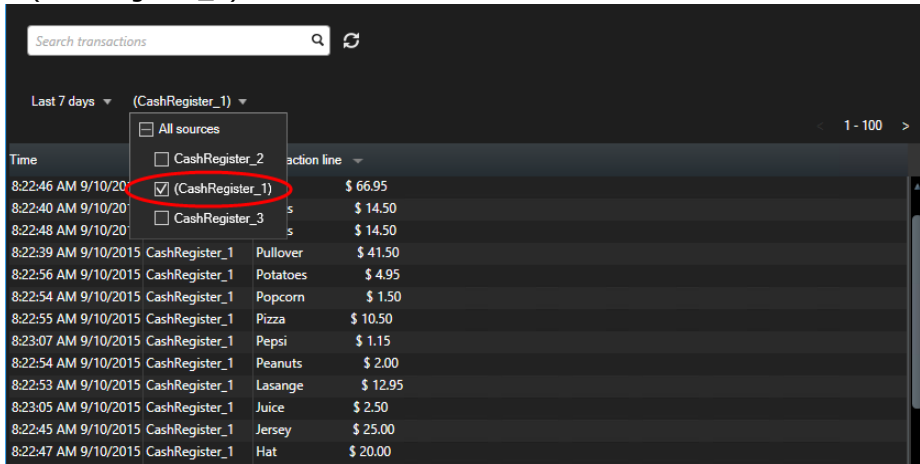 Search transactions
Last 7 days (CashRegister_1)
1 - 100 >
All sources
CashRegister_2
(CashRegister_1)
CashRegister_3
Time action line
8:22:46 AM 9/10/20 $ 66.95
8:22:40 AM 9/10/20 s $ 14.50
8:22:48 AM 9/10/20 s $ 14.50
8:22:39 AM 9/10/2015 CashRegister_1 Pullover $ 41.50
8:22:56 AM 9/10/2015 CashRegister_1 Potatoes $ 4.95
8:22:54 AM 9/10/2015 CashRegister_1 Popcorn $ 1.50
8:22:55 AM 9/10/2015 CashRegister_1 Pizza $ 10.50
8:23:07 AM 9/10/2015 CashRegister_1 Pepsi $ 1.15
8:22:54 AM 9/10/2015 CashRegister_1 Peanuts $ 2.00
8:22:53 AM 9/10/2015 CashRegister_1 Lasange $ 12.95
8:23:05 AM 9/10/2015 CashRegister_1 Juice $ 2.50
8:22:45 AM 9/10/2015 CashRegister_1 Jersey $ 25.00
8:22:47 AM 9/10/2015 CashRegister_1 Hat $ 20.00